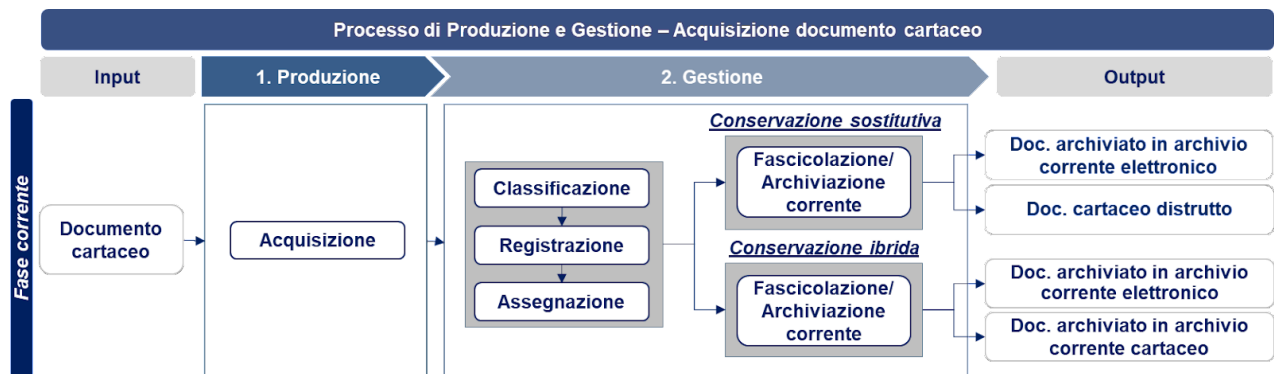 Processo di Produzione e Gestione – Acquisizione documento cartaceo
Input
1. Produzione
2. Gestione
Output
Fase corrente
Documento
cartaceo
Acquisizione
Classificazione
Registrazione
Assegnazione
Conservazione sostitutiva
Fascicolazione/
Archiviazione
corrente
Conservazione ibrida
Fascicolazione/
Archiviazione
corrente
Doc. archiviato in archivio
corrente elettronico
Doc. cartaceo distrutto
Doc. archiviato in archivio
corrente elettronico
Doc. archiviato in archivio
corrente cartaceo